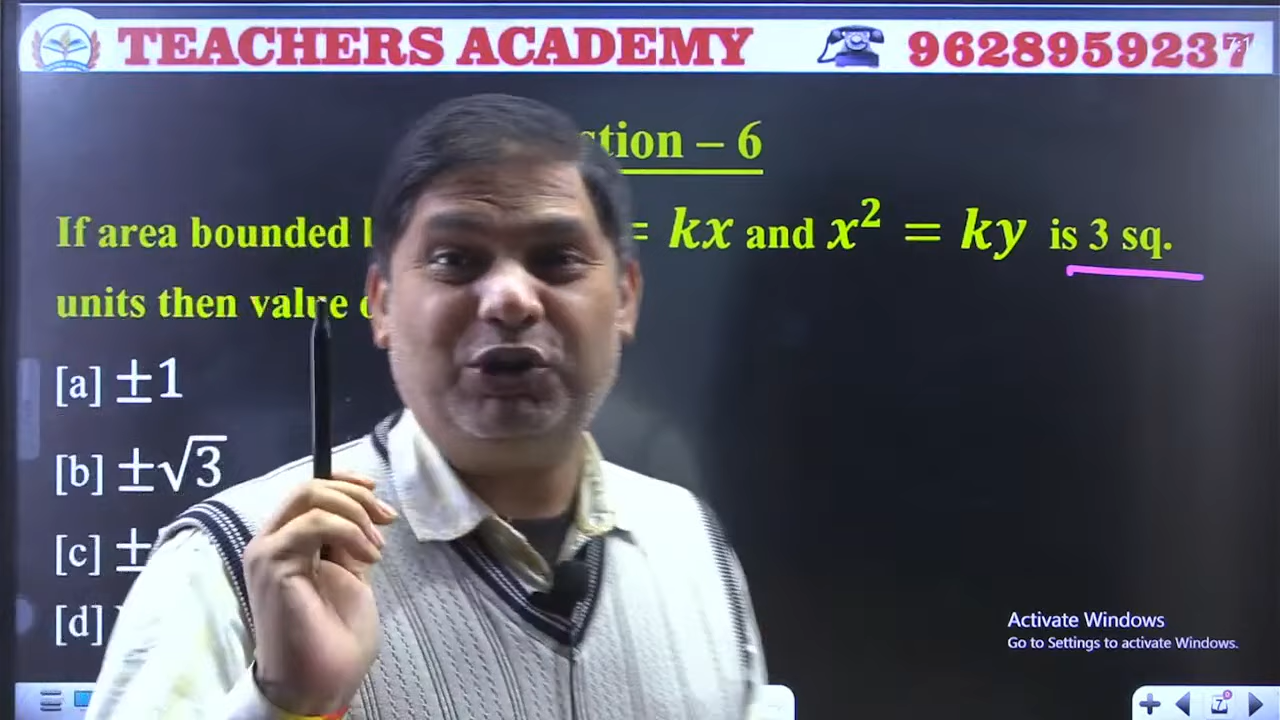 TEACHERS ACADEMY 9628959237
stion – 6
If area bounded = kx and x² = ky is 3 sq.
units then value
[a] ±1
[b] ±√3
[c] ±
[d]
Activate Windows
Go to Settings to activate Windows.